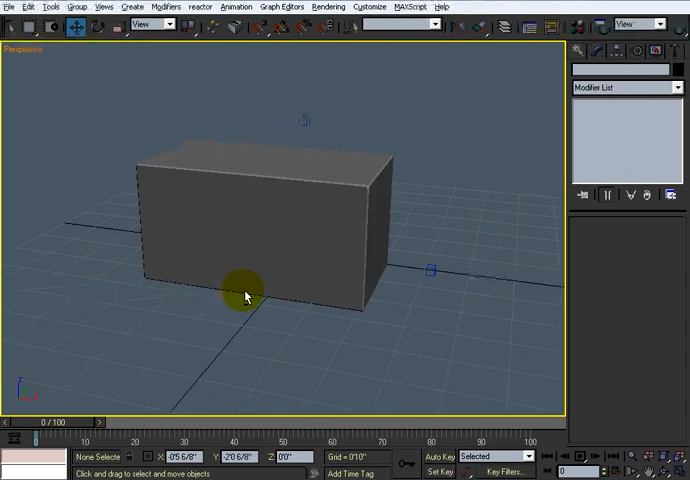 File Edit Tools Group Views Create Modifiers reactor Animation Graph Editors Rendering Customize MAXScript Help
View
View
Perspective
Modifier List
z
x
0 / 100
0 10 20 30 40 50 60 70 80 90 100
None Selecte X: -0'5 6/8" Y: -2'0 6/8" Z: 0'0" Grid = 0'10" Auto Key Selected
Click and drag to select and move objects Add Time Tag Set Key Key Filters... 0